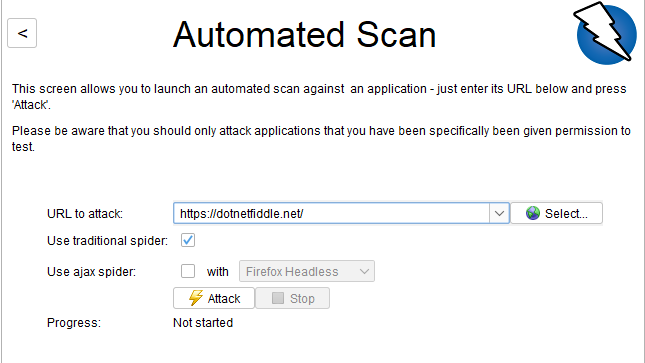 <
Automated Scan
This screen allows you to launch an automated scan against an application - just enter its URL below and press
'Attack'.
Please be aware that you should only attack applications that you have been specifically been given permission to
test.
URL to attack: https://dotnetfiddle.net/ Select...
Use traditional spider:
Use ajax spider: with Firefox Headless
Attack Stop
Progress: Not started